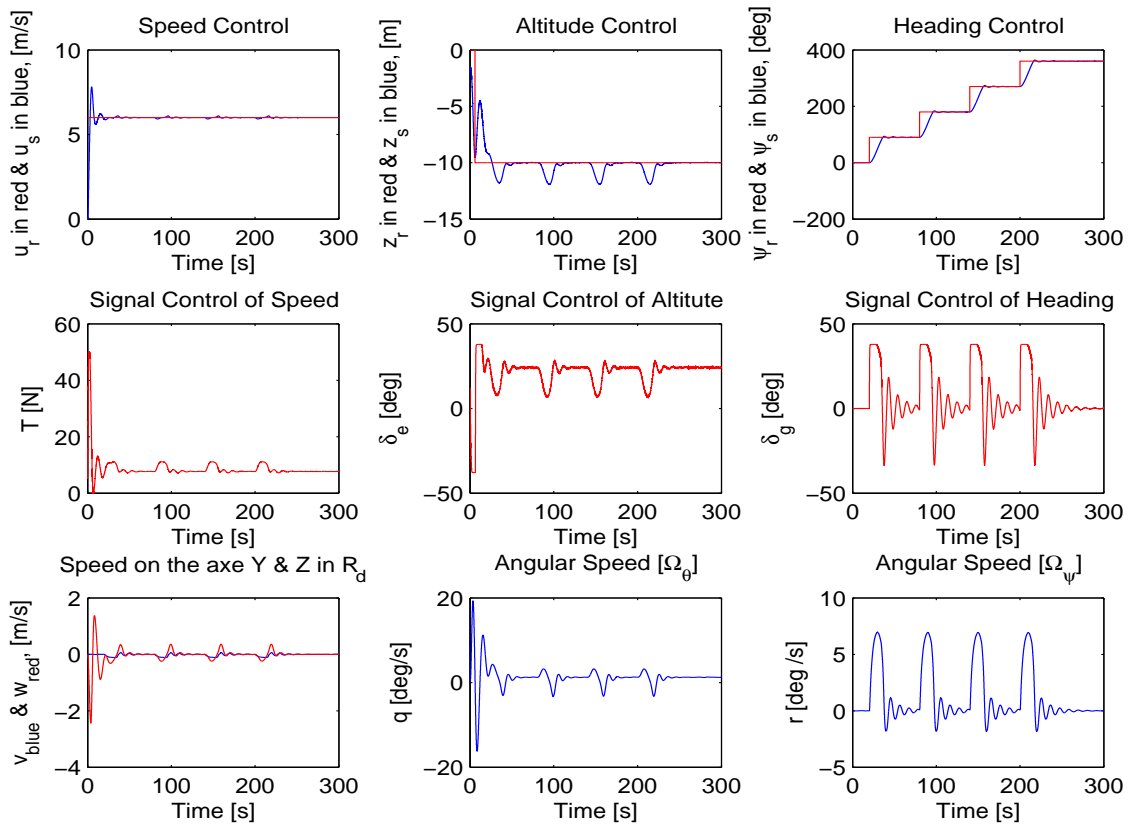 Speed Control
u_r in red & u_s in blue, [m/s]
10
5
0
0 100 200 300
Time [s]
Altitude Control
z_r in red & z_s in blue, [m]
0
−5
−10
−15
0 100 200 300
Time [s]
Heading Control
ψ_r in red & ψ_s in blue, [deg]
400
200
0
−200
0 100 200 300
Time [s]
Signal Control of Speed
T [N]
60
40
20
0
0 100 200 300
Time [s]
Signal Control of Altitute
δ_e [deg]
50
0
−50
0 100 200 300
Time [s]
Signal Control of Heading
δ_g [deg]
50
0
−50
0 100 200 300
Time [s]
Speed on the axe Y & Z in R_d
v_blue & w_red, [m/s]
2
0
−2
−4
0 100 200 300
Time [s]
Angular Speed [Ω_θ]
q [deg/s]
20
0
−20
0 100 200 300
Time [s]
Angular Speed [Ω_ψ]
r [deg /s]
10
5
0
−5
0 100 200 300
Time [s]